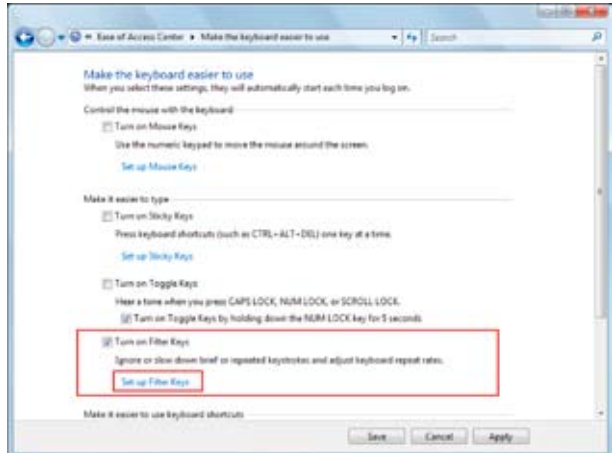 Ease of Access Center ▸ Make the keyboard easier to use
Search
Make the keyboard easier to use
When you select these settings, they will automatically start each time you log on.
Control the mouse with the keyboard
Turn on Mouse Keys
Use the numeric keypad to move the mouse around the screen.
Set up Mouse Keys
Make it easier to type
Turn on Sticky Keys
Press keyboard shortcuts (such as CTRL+ALT+DEL) one key at a time.
Set up Sticky Keys
Turn on Toggle Keys
Hear a tone when you press CAPS LOCK, NUM LOCK, or SCROLL LOCK.
Turn on Toggle Keys by holding down the NUM LOCK key for 5 seconds
Turn on Filter Keys
Ignore or slow down brief or repeated keystrokes and adjust keyboard repeat rates.
Set up Filter Keys
Make it easier to use keyboard shortcuts
Save Cancel Apply